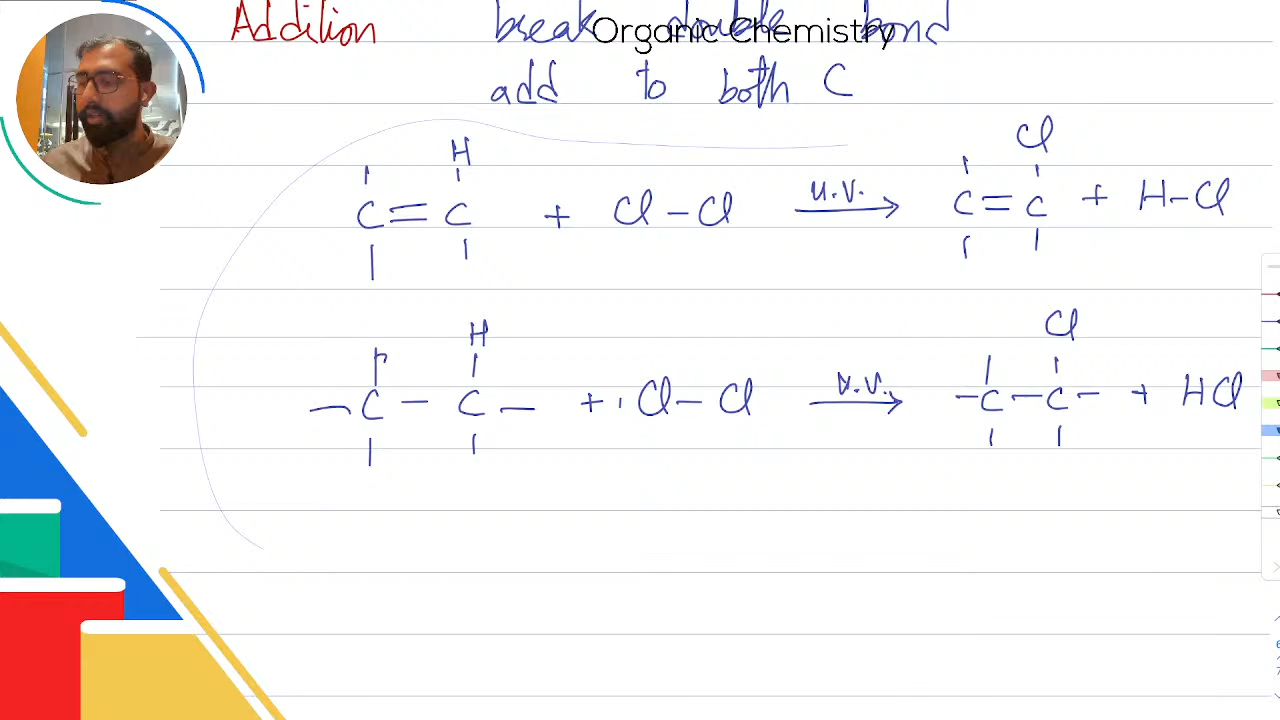 Addition break double bond
Organic Chemistry
add to both C
H Cl
C = C + Cl - Cl U.V. C = C + H - Cl
H Cl
- C - C - + Cl - Cl U.V. - C - C - + HCl